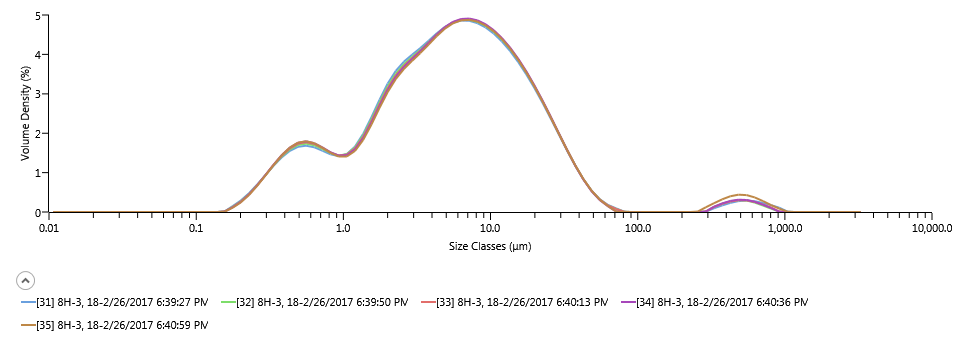 5
4
3
2
1
0
Volume Density (%)
0.01 0.1 1.0 10.0 100.0 1,000.0 10,000.0
Size Classes (µm)
[31] 8H-3, 18-2/26/2017 6:39:27 PM [32] 8H-3, 18-2/26/2017 6:39:50 PM [33] 8H-3, 18-2/26/2017 6:40:13 PM [34] 8H-3, 18-2/26/2017 6:40:36 PM
[35] 8H-3, 18-2/26/2017 6:40:59 PM